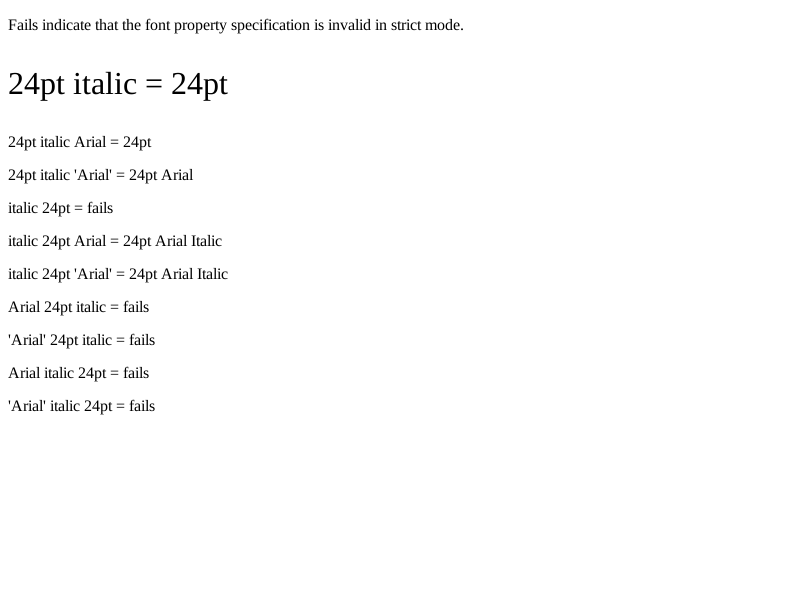 Fails indicate that the font property specification is invalid in strict mode.
24pt italic = 24pt
24pt italic Arial = 24pt
24pt italic 'Arial' = 24pt Arial
italic 24pt = fails
italic 24pt Arial = 24pt Arial Italic
italic 24pt 'Arial' = 24pt Arial Italic
Arial 24pt italic = fails
'Arial' 24pt italic = fails
Arial italic 24pt = fails
'Arial' italic 24pt = fails